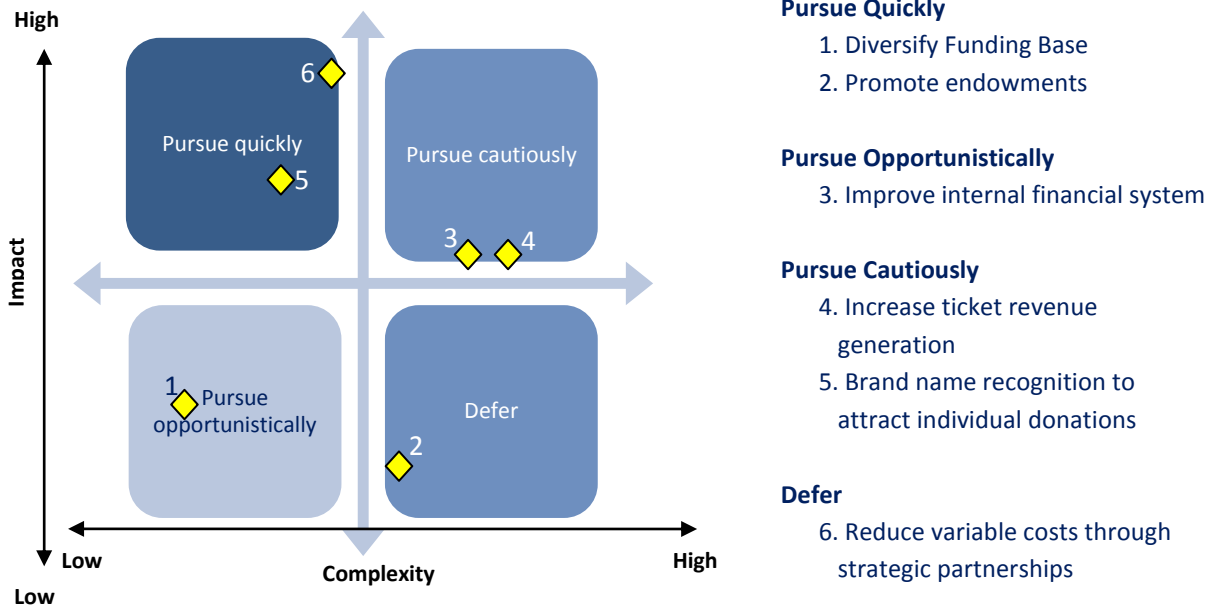 High
6
Pursue quickly
5
Pursue cautiously
3
4
Impact
1
Pursue
opportunistically
Defer
2
Low
Complexity
High
Low
Pursue Quickly
1. Diversify Funding Base
2. Promote endowments
Pursue Opportunistically
3. Improve internal financial system
Pursue Cautiously
4. Increase ticket revenue
generation
5. Brand name recognition to
attract individual donations
Defer
6. Reduce variable costs through
strategic partnerships